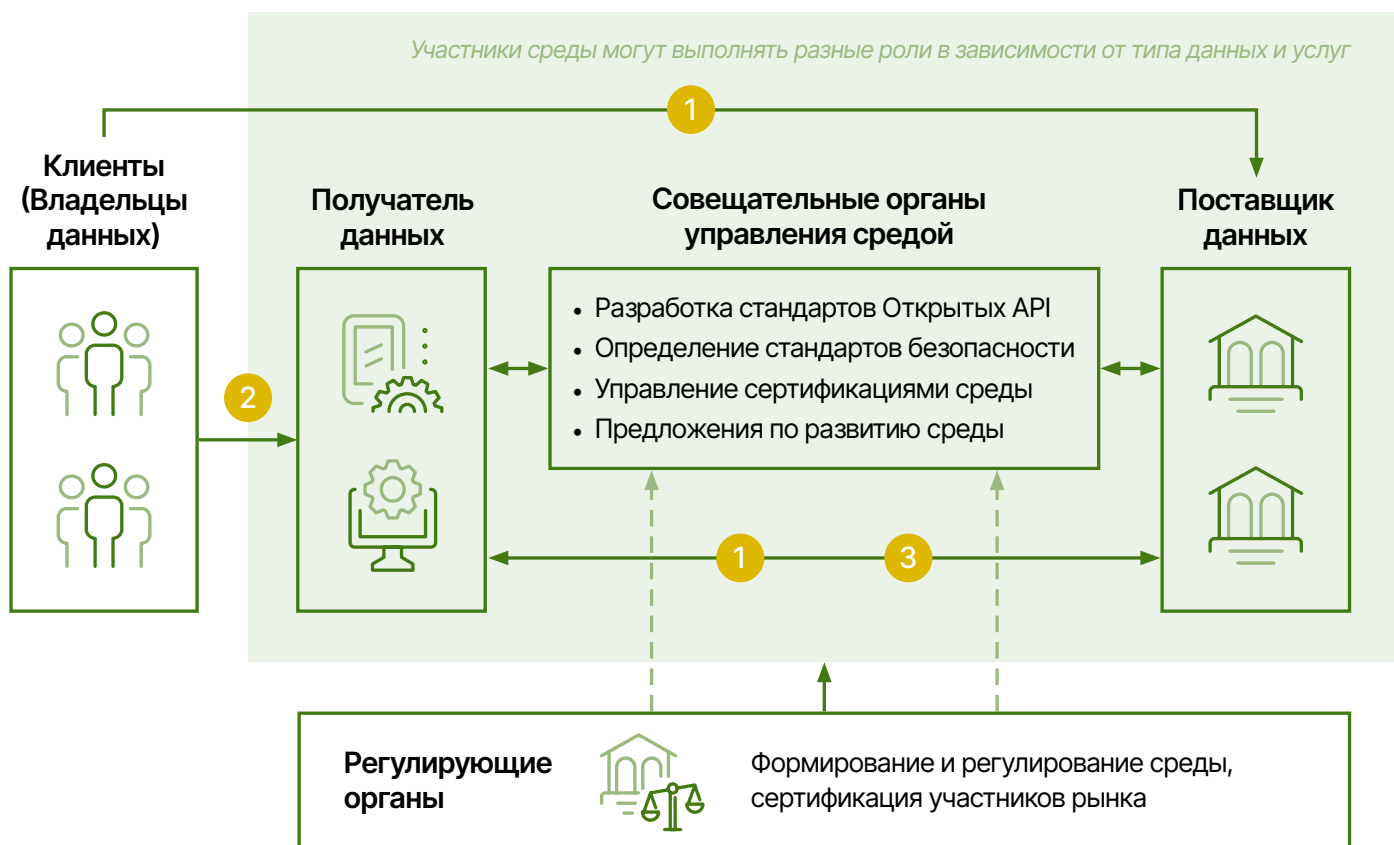 Участники среды могут выполнять разные роли в зависимости от типа данных и услуг
1
Клиенты
(Владельцы
данных)
Получатель
данных
Совещательные органы
управления средой
Поставщик
данных
2
• Разработка стандартов Открытых API
• Определение стандартов безопасности
• Управление сертификациями среды
• Предложения по развитию среды
1
3
Регулирующие
органы
Формирование и регулирование среды,
сертификация участников рынка